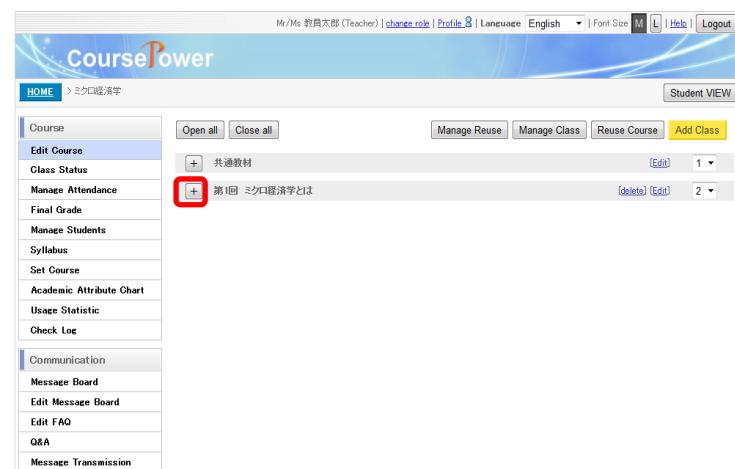 Mr/Ms 教員太郎 (Teacher) | change role | Profile | Language English | Font Size M L | Help | Logout
CoursePower
HOME > ミクロ経済学 Student VIEW
Course
Edit Course
Class Status
Manage Attendance
Final Grade
Manage Students
Syllabus
Set Course
Academic Attribute Chart
Usage Statistic
Check Log
Communication
Message Board
Edit Message Board
Edit FAQ
Q&A
Message Transmission
Open all Close all Manage Reuse Manage Class Reuse Course Add Class
+ 共通教材 [Edit] 1
+ 第1回 ミクロ経済学とは [delete] [Edit] 2